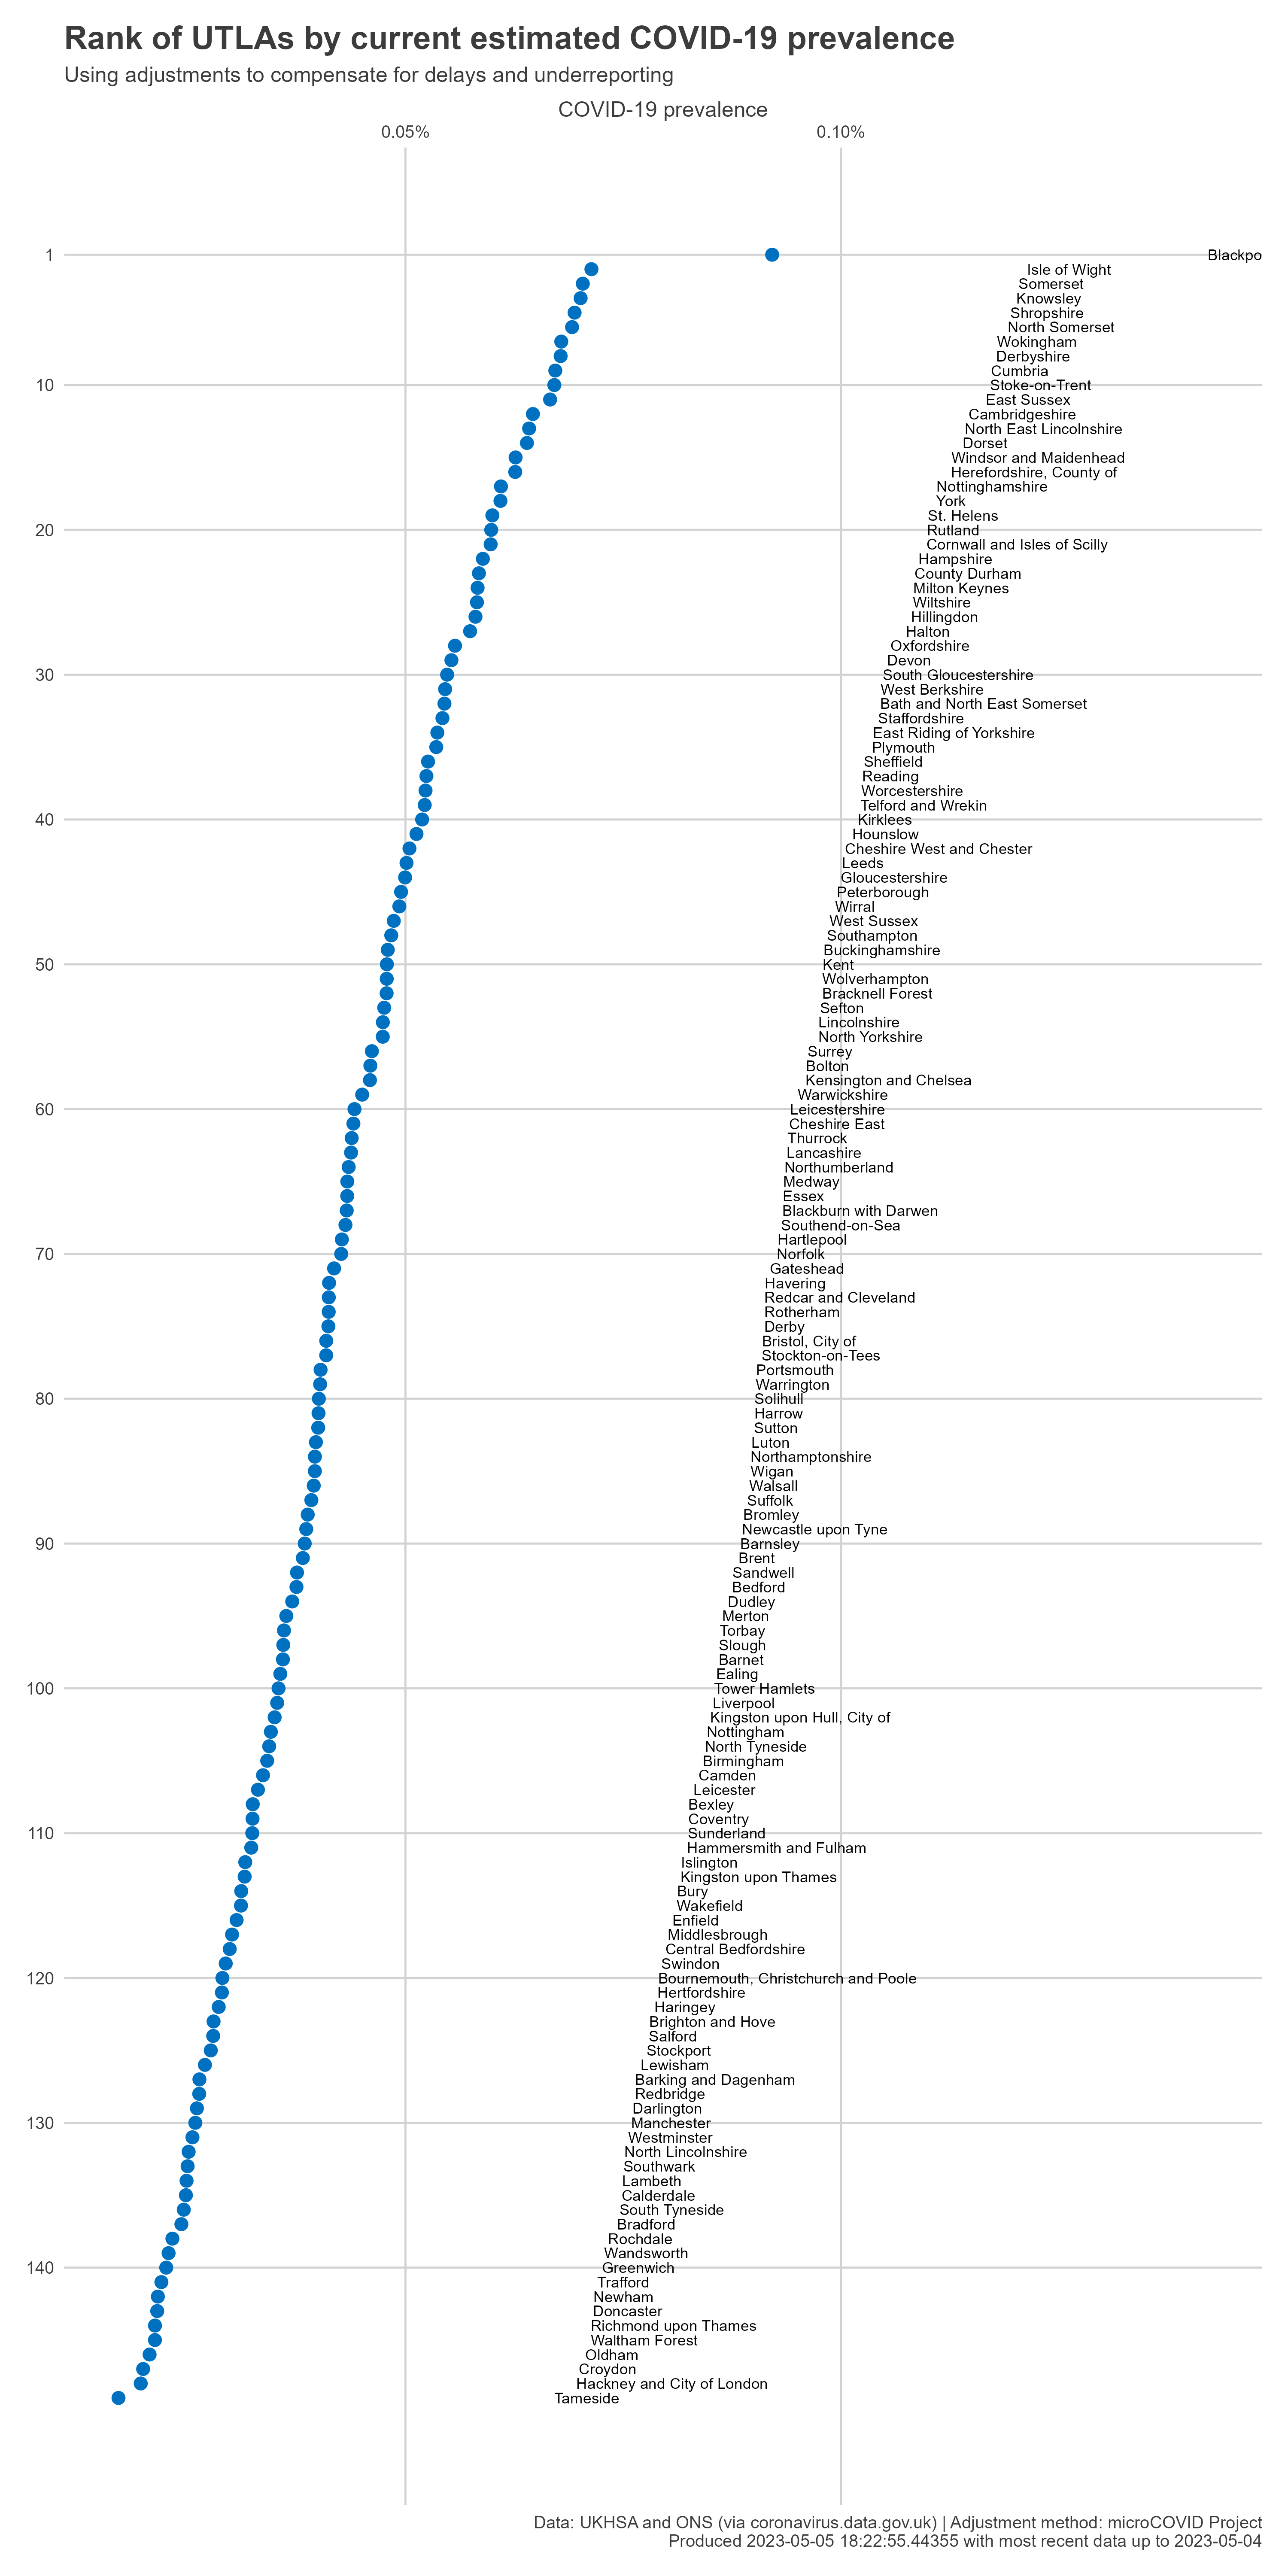 Rank of UTLAs by current estimated COVID-19 prevalence
Using adjustments to compensate for delays and underreporting
COVID-19 prevalence
0.05% 0.10%
1 Blackpo
Isle of Wight
Somerset
Knowsley
Shropshire
North Somerset
Wokingham
Derbyshire
Cumbria
10 Stoke-on-Trent
East Sussex
Cambridgeshire
North East Lincolnshire
Dorset
Windsor and Maidenhead
Herefordshire, County of
Nottinghamshire
York
St. Helens
20 Rutland
Cornwall and Isles of Scilly
Hampshire
County Durham
Milton Keynes
Wiltshire
Hillingdon
Halton
Oxfordshire
Devon
30 South Gloucestershire
West Berkshire
Bath and North East Somerset
Staffordshire
East Riding of Yorkshire
Plymouth
Sheffield
Reading
Worcestershire
Telford and Wrekin
40 Kirklees
Hounslow
Cheshire West and Chester
Leeds
Gloucestershire
Peterborough
Wirral
West Sussex
Southampton
Buckinghamshire
50 Kent
Wolverhampton
Bracknell Forest
Sefton
Lincolnshire
North Yorkshire
Surrey
Bolton
Kensington and Chelsea
Warwickshire
60 Leicestershire
Cheshire East
Thurrock
Lancashire
Northumberland
Medway
Essex
Blackburn with Darwen
Southend-on-Sea
Hartlepool
70 Norfolk
Gateshead
Havering
Redcar and Cleveland
Rotherham
Derby
Bristol, City of
Stockton-on-Tees
Portsmouth
Warrington
80 Solihull
Harrow
Sutton
Luton
Northamptonshire
Wigan
Walsall
Suffolk
Bromley
Newcastle upon Tyne
90 Barnsley
Brent
Sandwell
Bedford
Dudley
Merton
Torbay
Slough
Barnet
Ealing
100 Tower Hamlets
Liverpool
Kingston upon Hull, City of
Nottingham
North Tyneside
Birmingham
Camden
Leicester
Bexley
Coventry
110 Sunderland
Hammersmith and Fulham
Islington
Kingston upon Thames
Bury
Wakefield
Enfield
Middlesbrough
Central Bedfordshire
Swindon
120 Bournemouth, Christchurch and Poole
Hertfordshire
Haringey
Brighton and Hove
Salford
Stockport
Lewisham
Barking and Dagenham
Redbridge
Darlington
130 Manchester
Westminster
North Lincolnshire
Southwark
Lambeth
Calderdale
South Tyneside
Bradford
Rochdale
Wandsworth
140 Greenwich
Trafford
Newham
Doncaster
Richmond upon Thames
Waltham Forest
Oldham
Croydon
Hackney and City of London
Tameside
Data: UKHSA and ONS (via coronavirus.data.gov.uk) | Adjustment method: microCOVID Project
Produced 2023-05-05 18:22:55.44355 with most recent data up to 2023-05-04